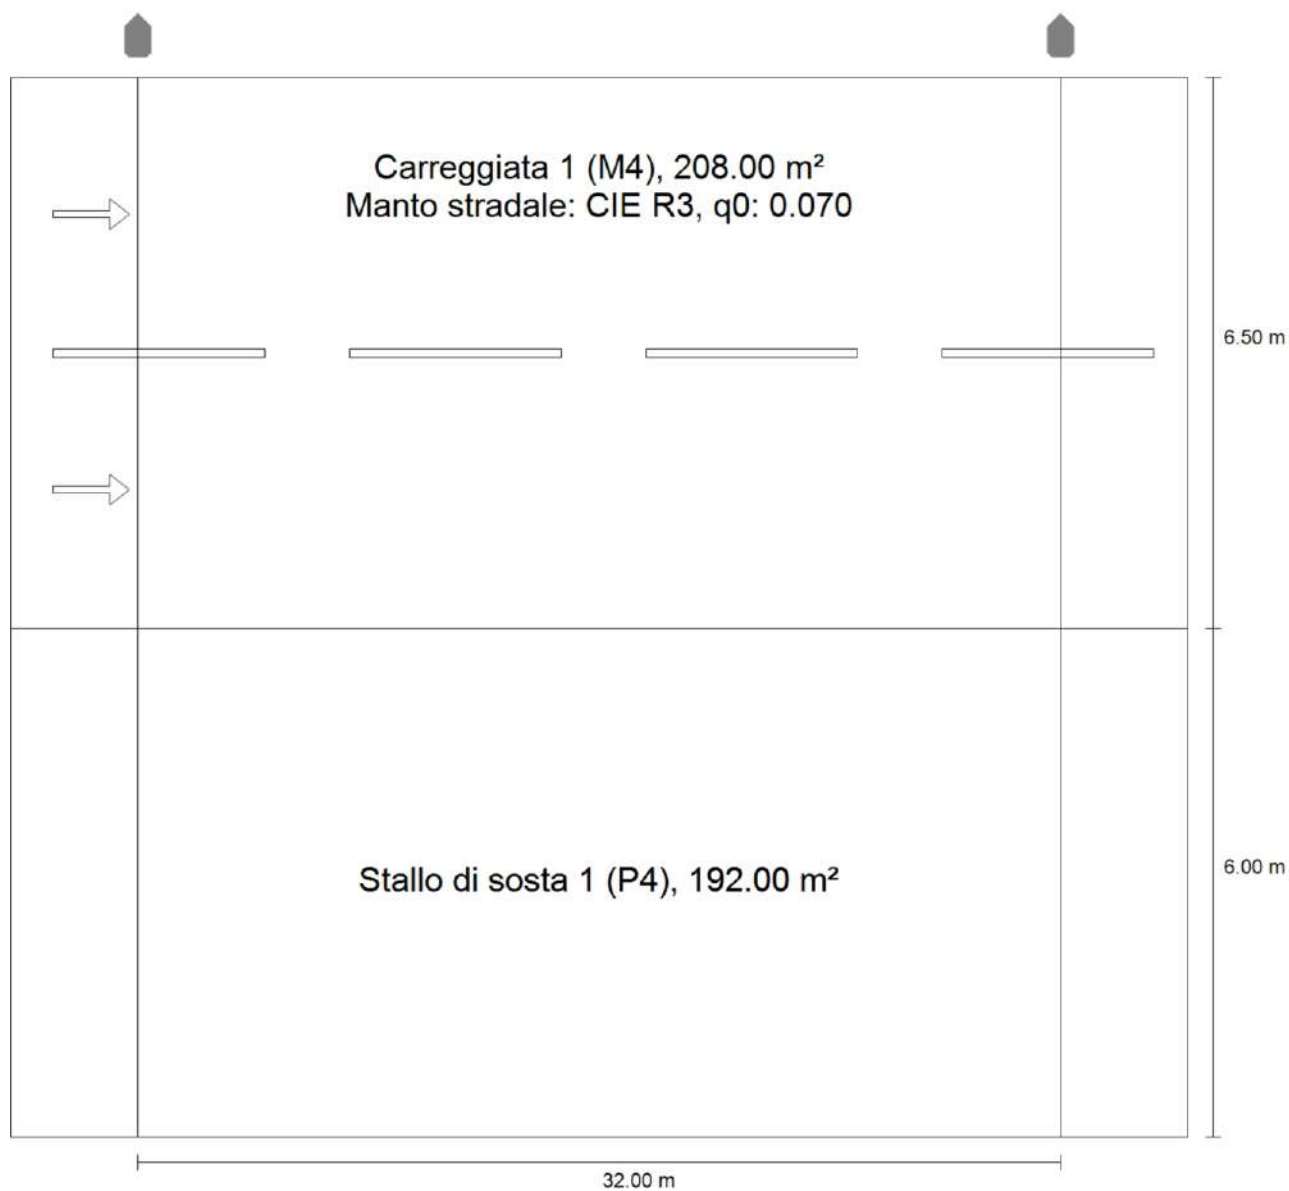 Carreggiata 1 (M4), 208.00 m²
Manto stradale: CIE R3, q0: 0.070
6.50 m
Stallo di sosta 1 (P4), 192.00 m²
6.00 m
32.00 m